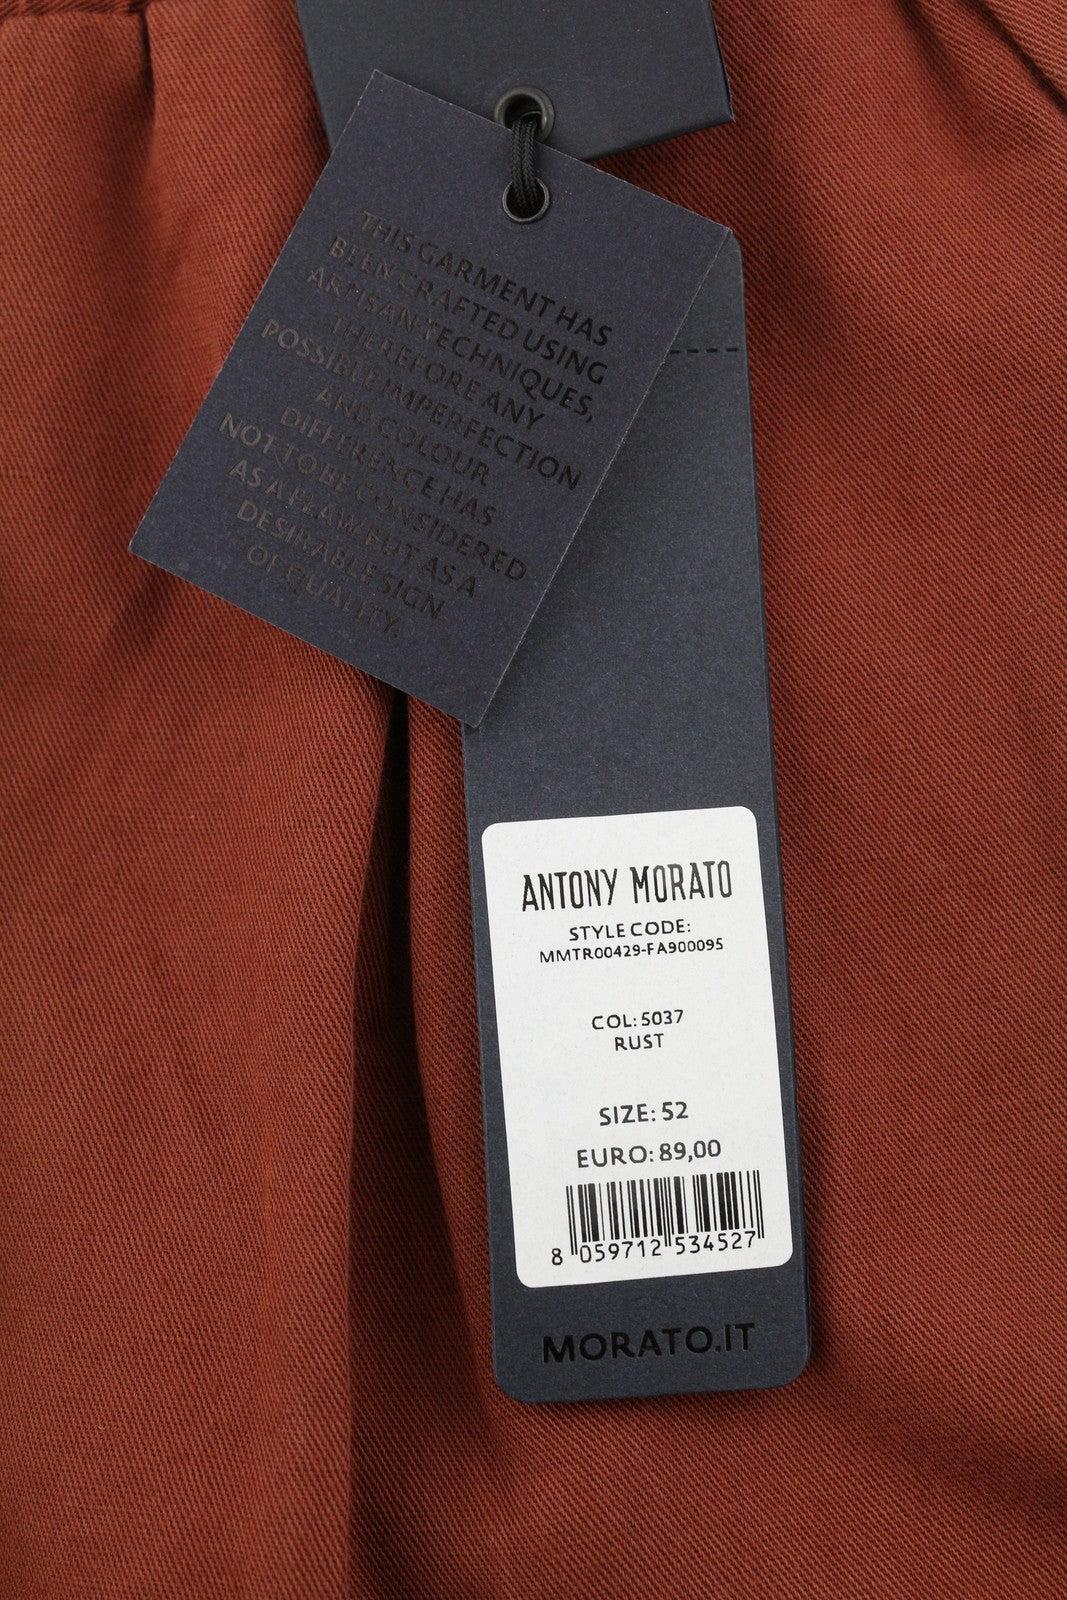 THIS GARMENT HAS
BEEN CRAFTED USING
ARTISAN TECHNIQUES,
THEREFORE ANY
POSSIBLE IMPERFECTION
AND COLOUR
DIFFERENCE HAS
NOT TO BE CONSIDERED
AS A FLAW BUT AS A
DESIRABLE SIGN
OF QUALITY.
ANTONY MORATO
STYLE CODE:
MMTR00429-FA900095
COL: 5037
RUST
SIZE: 52
EURO: 89,00
8 059712 534527
MORATO.IT